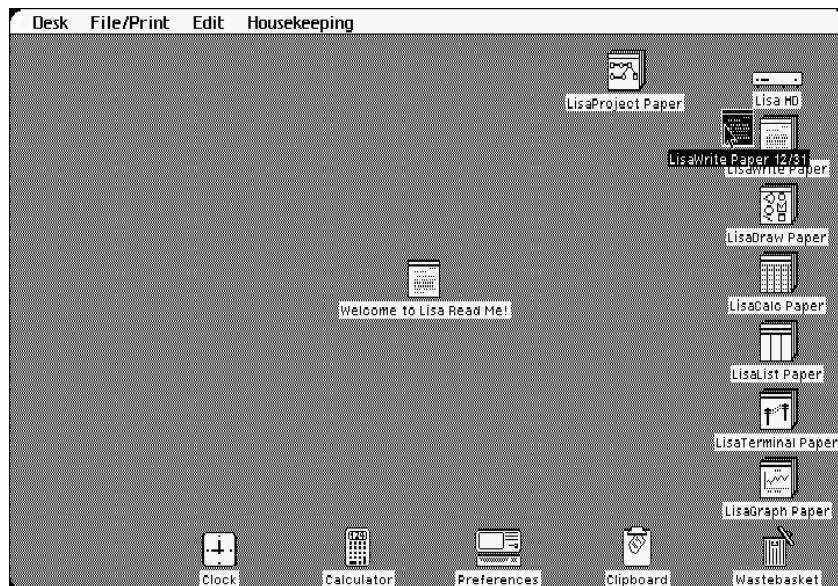 Desk File/Print Edit Housekeeping
LisaProject Paper
Lisa HD
LisaWrite Paper 12/31
LisaWrite Paper
LisaDraw Paper
Welcome to Lisa Read Me!
LisaCalc Paper
LisaList Paper
LisaTerminal Paper
LisaGraph Paper
Clock Calculator Preferences Clipboard Wastebasket